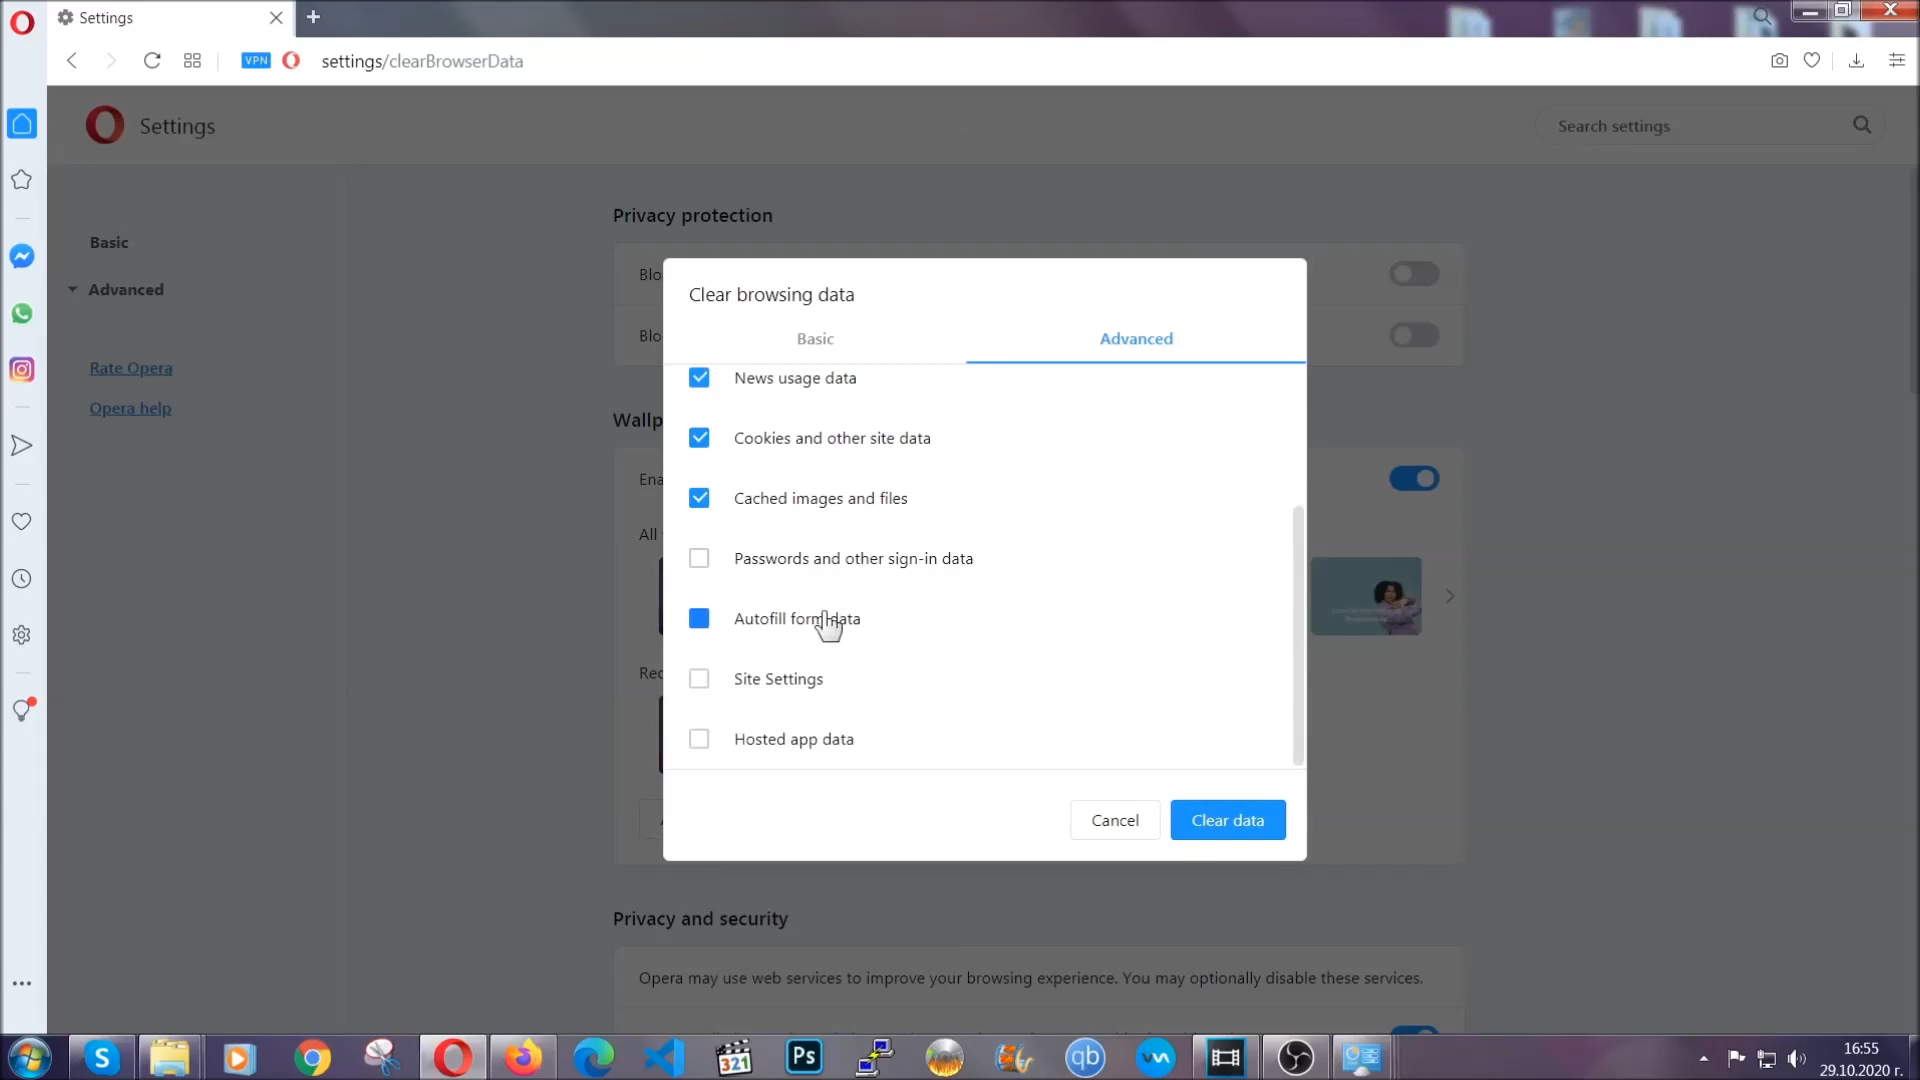 Settings
VPN
settings/clearBrowserData
Settings
Search settings
Basic
Advanced
Rate Opera
Opera help
Privacy protection
Blo
Blo
Wallp
Ena
All
Rec
Clear browsing data
Basic
Advanced
News usage data
Cookies and other site data
Cached images and files
Passwords and other sign-in data
Autofill form data
Site Settings
Hosted app data
Cancel
Clear data
Privacy and security
Opera may use web services to improve your browsing experience. You may optionally disable these services.
S
321
Ps
qb
16:55
29.10.2020 г.